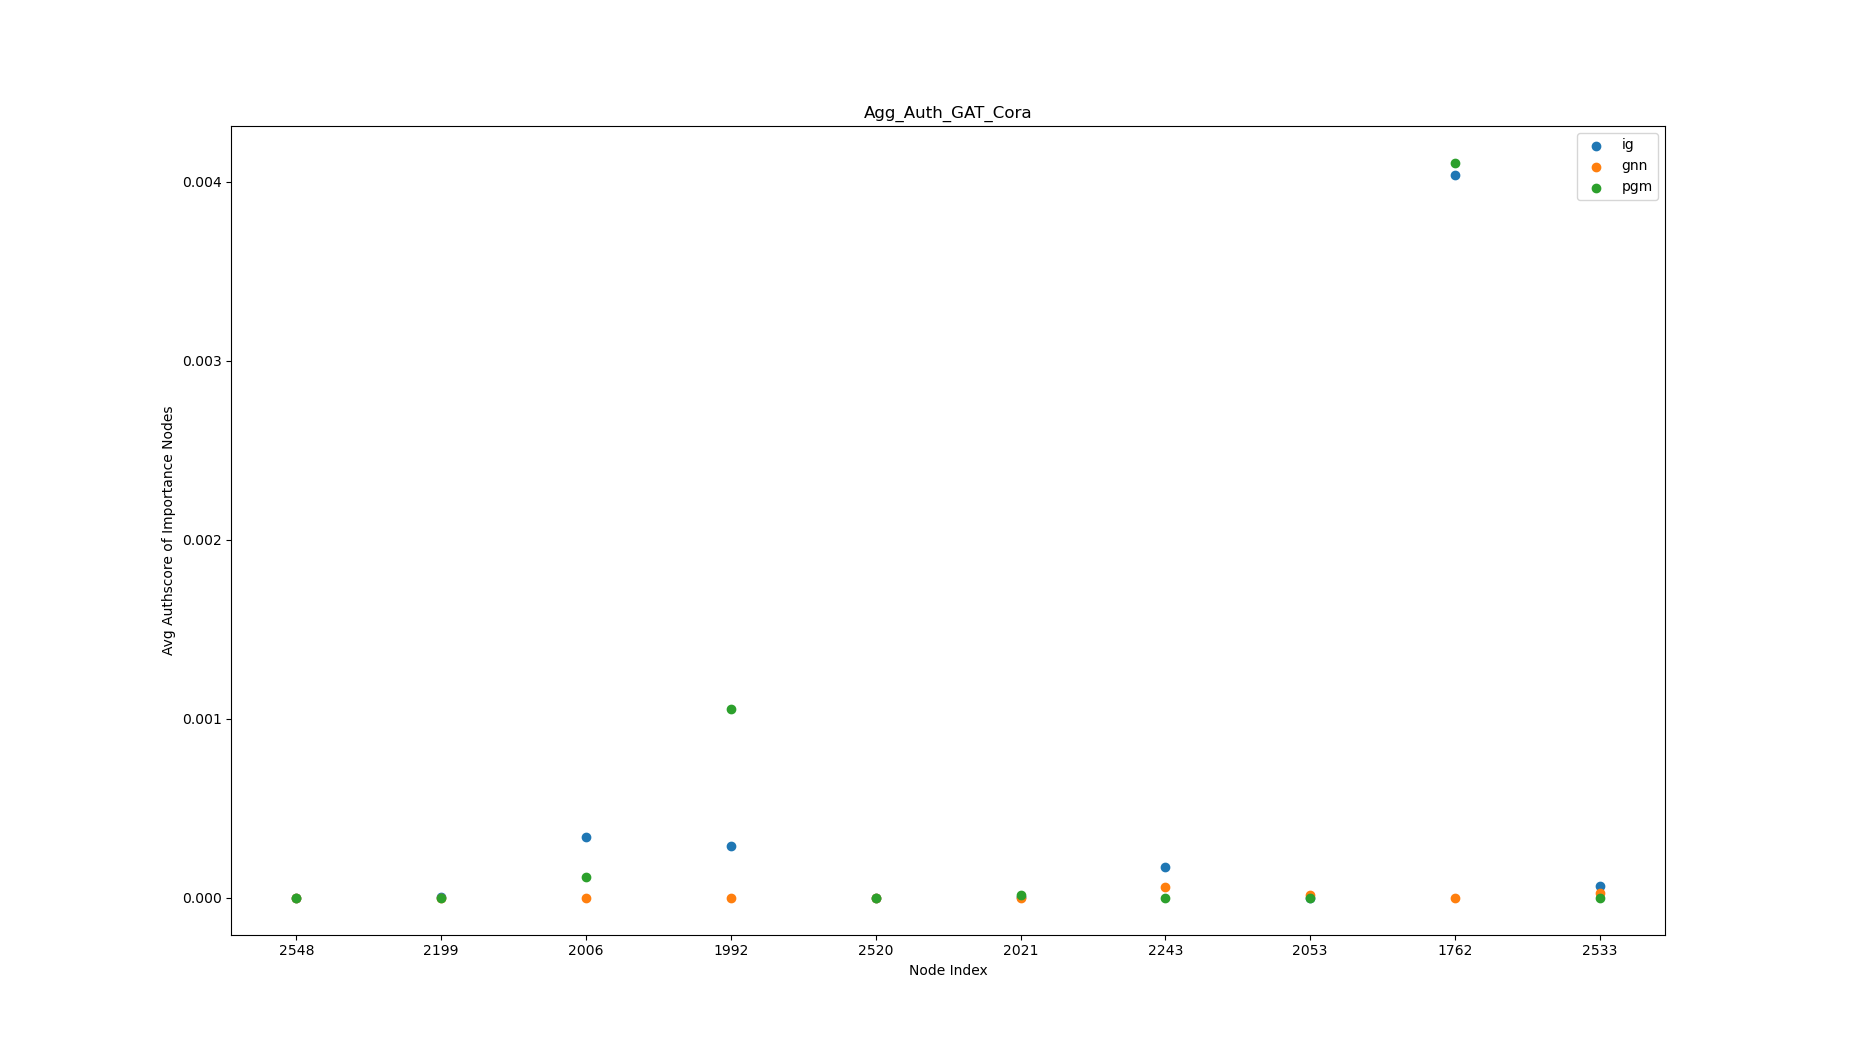 Agg_Auth_GAT_Cora
ig
gnn
pgm
0.004
0.003
0.002
0.001
0.000
Avg Authscore of Importance Nodes
2548 2199 2006 1992 2520 2021 2243 2053 1762 2533
Node Index